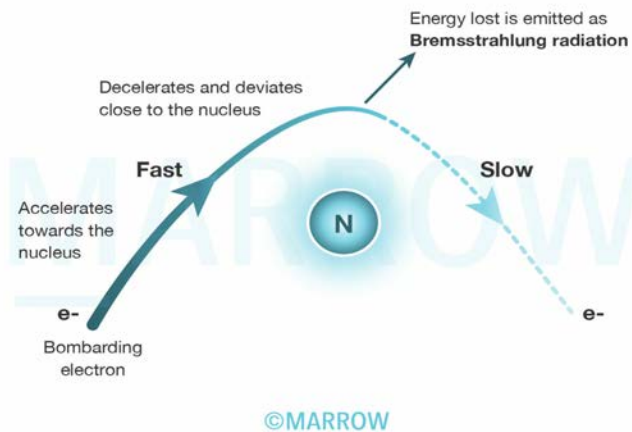 Energy lost is emitted as
Bremsstrahlung radiation
Decelerates and deviates
close to the nucleus
Fast
Slow
MARROW
Accelerates
towards the
nucleus
N
e-
e-
Bombarding
electron
©MARROW